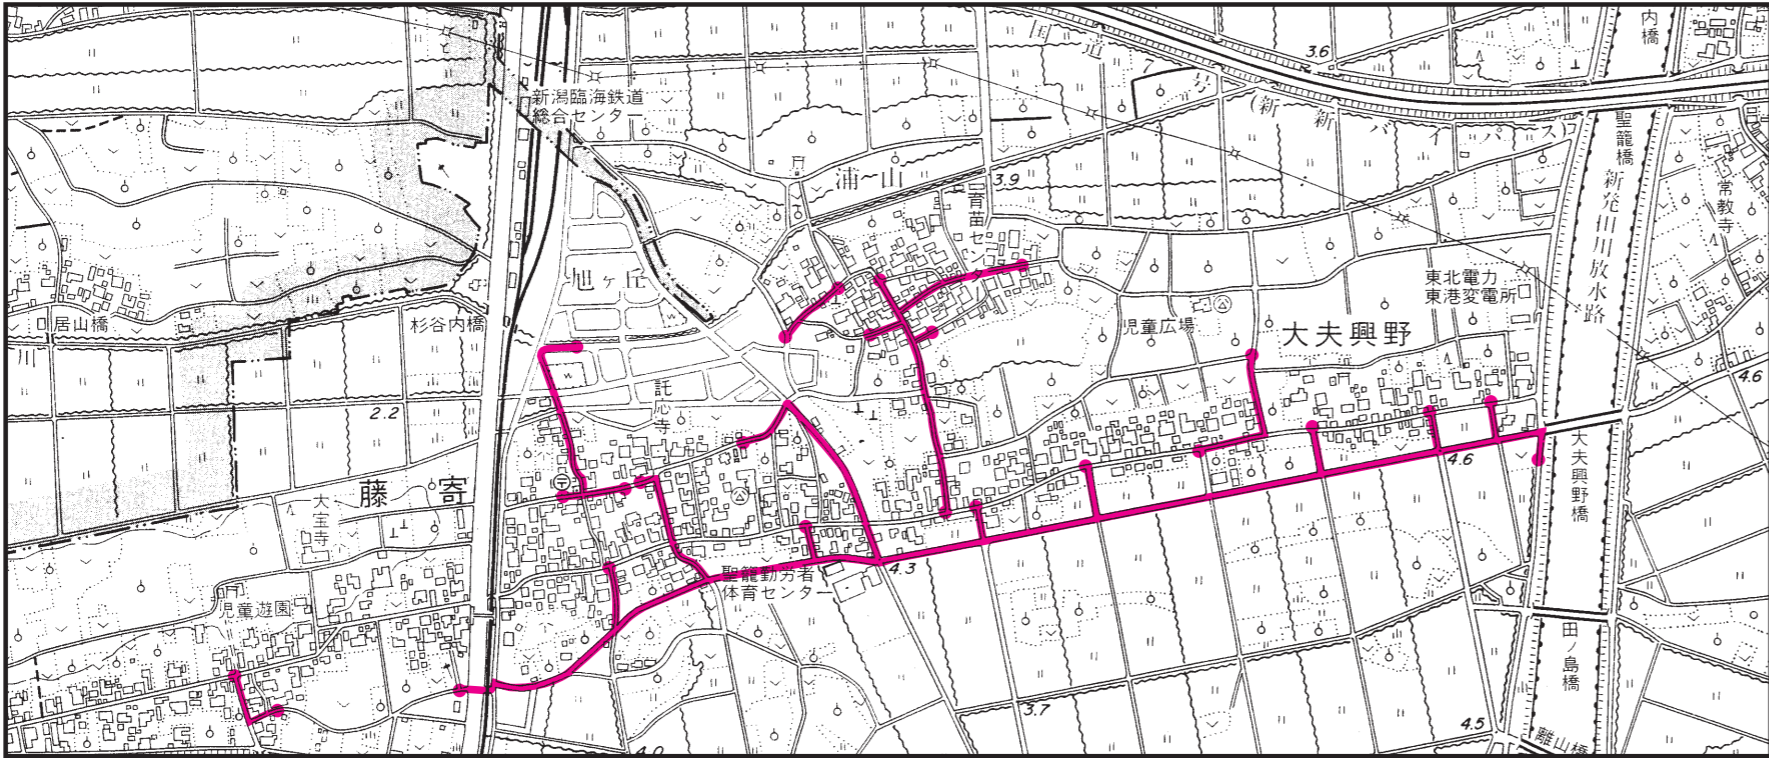 内橋
国道7号(新新バイパス)
3.6
新潟臨海鉄道
総合センター
聖籠橋
新発田川放水路
常教寺
浦山
3.9
青苗センター
旭ヶ丘
東北電力
東港変電所
居山橋
杉谷内橋
児童広場
大夫興野
川
2.2
託心寺
4.6
藤寄
大宝寺
4.6
大夫興野橋
聖籠勤労者
体育センター
4.3
児童遊園
田ノ島橋
3.7
4.5
4.0
離山橋